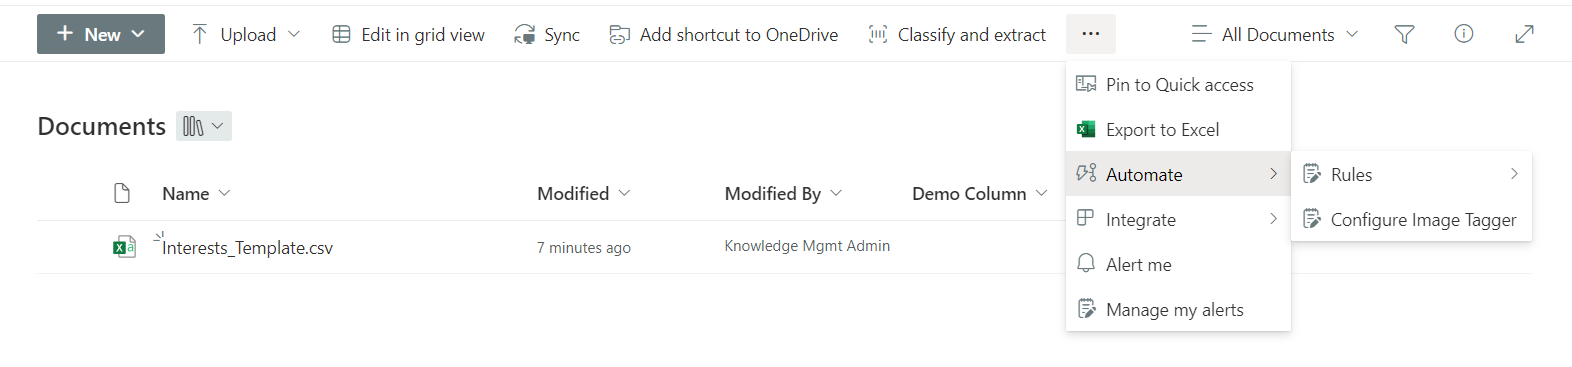 + New Upload Edit in grid view Sync Add shortcut to OneDrive Classify and extract ... All Documents
Pin to Quick access
Documents
Export to Excel
Automate Rules
Name Modified Modified By Demo Column
Integrate Configure Image Tagger
Interests_Template.csv 7 minutes ago Knowledge Mgmt Admin
Alert me
Manage my alerts